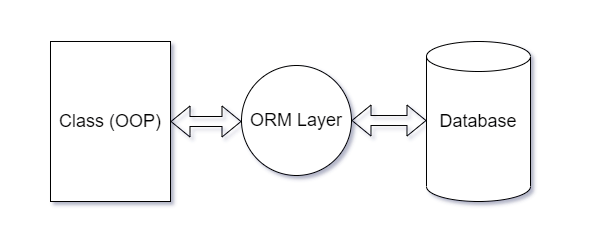 Class (OOP)
ORM Layer
Database